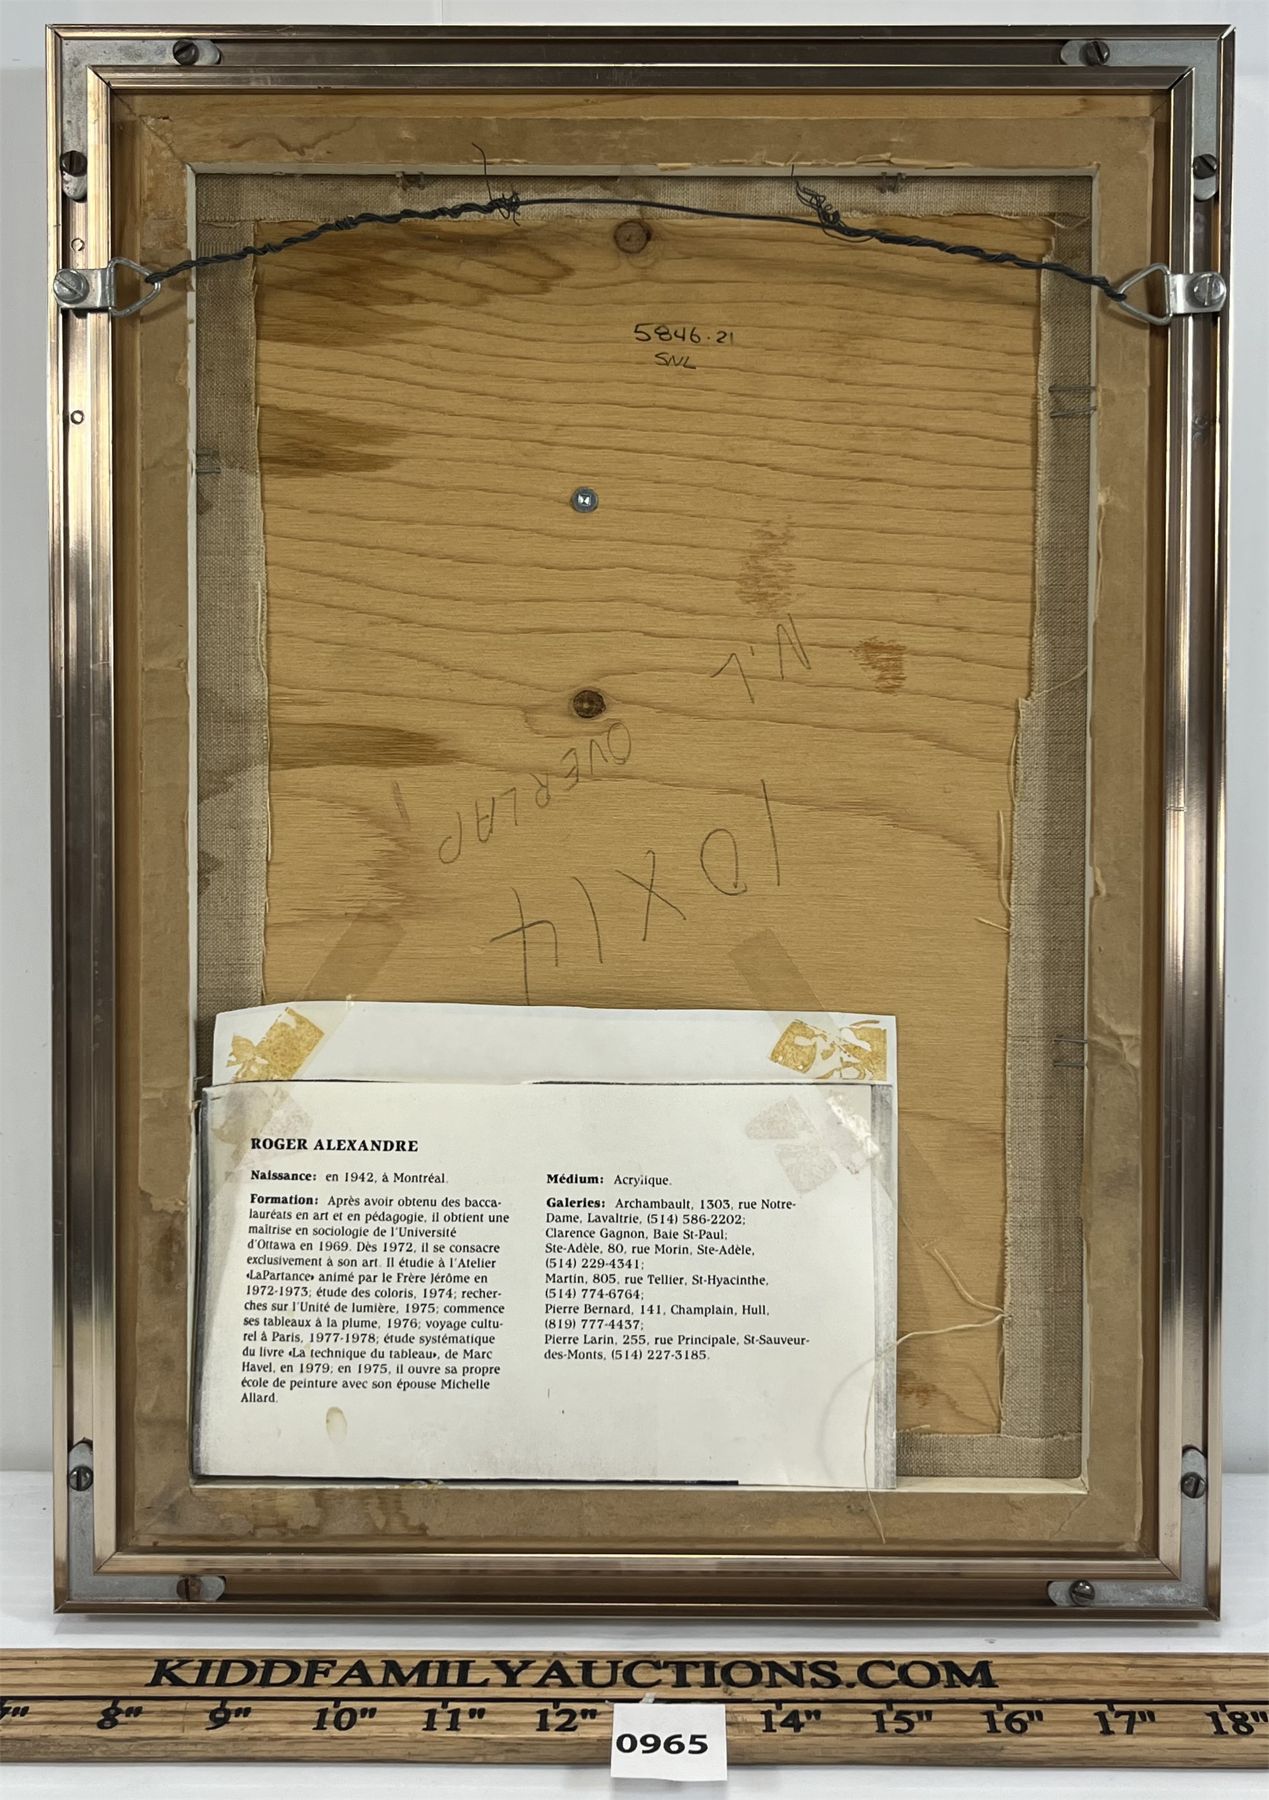 5846.21
SNL
N.L
OVERLAP
10X14
ROGER ALEXANDRE
Naissance: en 1942, à Montréal.
Formation: Après avoir obtenu des bacca-
lauréats en art et en pédagogie, il obtient une
maîtrise en sociologie de l'Université
d'Ottawa en 1969. Dès 1972, il se consacre
exclusivement à son art. Il étudie à l'Atelier
«LaPartance» animé par le Frère Jérôme en
1972-1973; étude des coloris, 1974; recher-
ches sur l'Unité de lumière, 1975; commence
ses tableaux à la plume, 1976; voyage cultu-
rel à Paris, 1977-1978; étude systématique
du livre «La technique du tableau», de Marc
Havel, en 1979; en 1975, il ouvre sa propre
école de peinture avec son épouse Michelle
Allard.
Médium: Acrylique.
Galeries: Archambault, 1303, rue Notre-
Dame, Lavaltrie, (514) 586-2202;
Clarence Gagnon, Baie St-Paul;
Ste-Adèle, 80, rue Morin, Ste-Adèle,
(514) 229-4341;
Martin, 805, rue Tellier, St-Hyacinthe,
(514) 774-6764;
Pierre Bernard, 141, Champlain, Hull,
(819) 777-4437;
Pierre Larin, 255, rue Principale, St-Sauveur-
des-Monts, (514) 227-3185.
KIDDFAMILYAUCTIONS.COM
8" 9" 10" 11" 12" 14" 15" 16" 17" 18"
0965